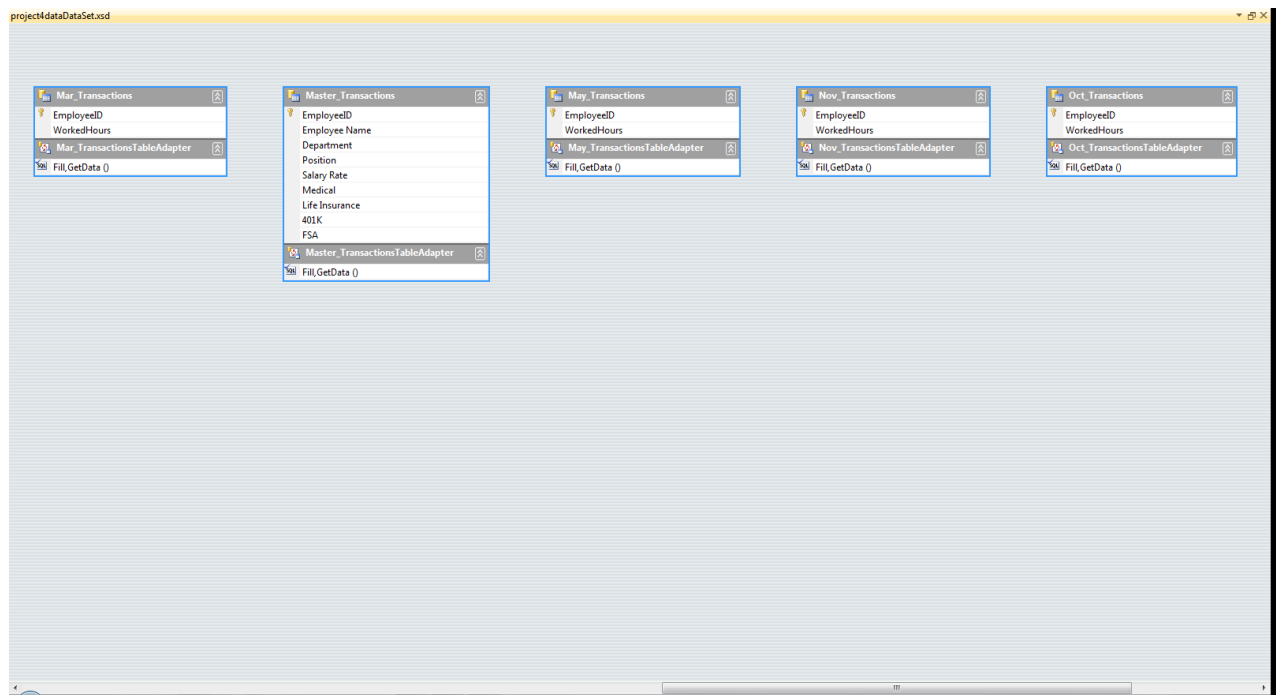 project4dataDataSet.xsd
Mar_Transactions
EmployeeID
WorkedHours
Mar_TransactionsTableAdapter
Fill,GetData ()
Master_Transactions
EmployeeID
Employee Name
Department
Position
Salary Rate
Medical
Life Insurance
401K
FSA
Master_TransactionsTableAdapter
Fill,GetData ()
May_Transactions
EmployeeID
WorkedHours
May_TransactionsTableAdapter
Fill,GetData ()
Nov_Transactions
EmployeeID
WorkedHours
Nov_TransactionsTableAdapter
Fill,GetData ()
Oct_Transactions
EmployeeID
WorkedHours
Oct_TransactionsTableAdapter
Fill,GetData ()